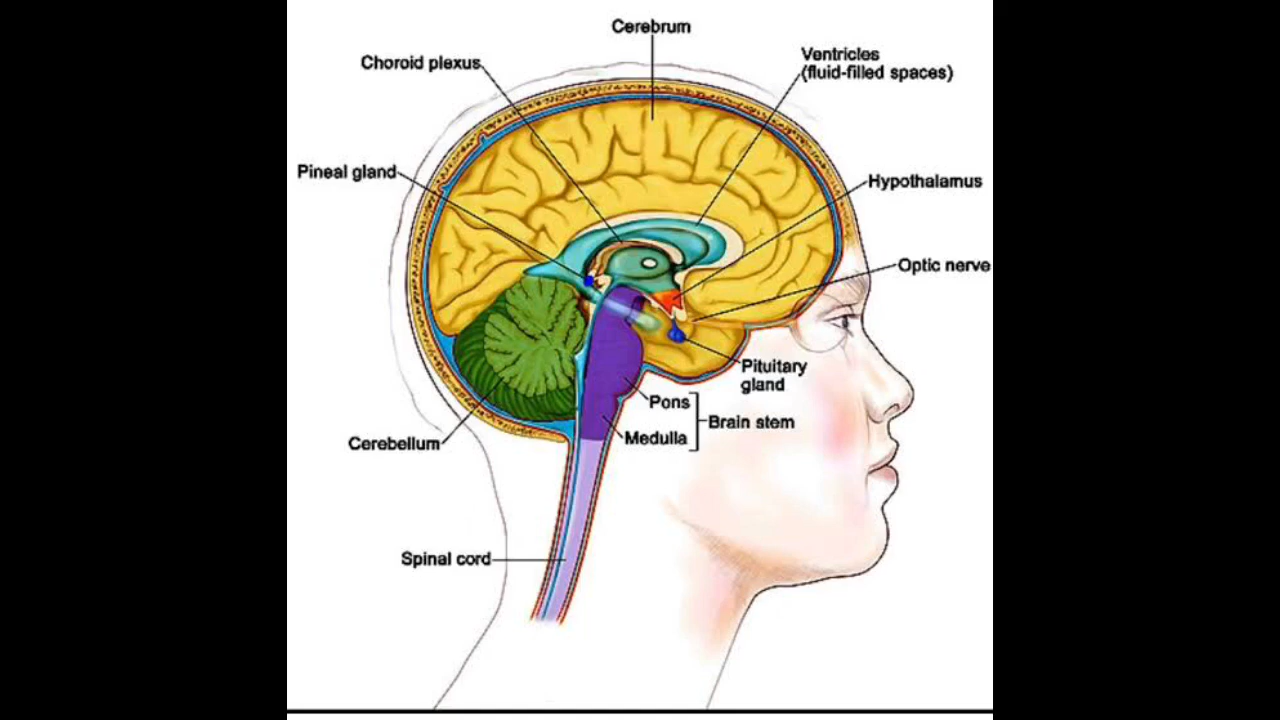 Cerebrum
Choroid plexus
Ventricles
(fluid-filled spaces)
Pineal gland
Hypothalamus
Optic nerve
Pituitary
gland
Pons
Brain stem
Medulla
Cerebellum
Spinal cord